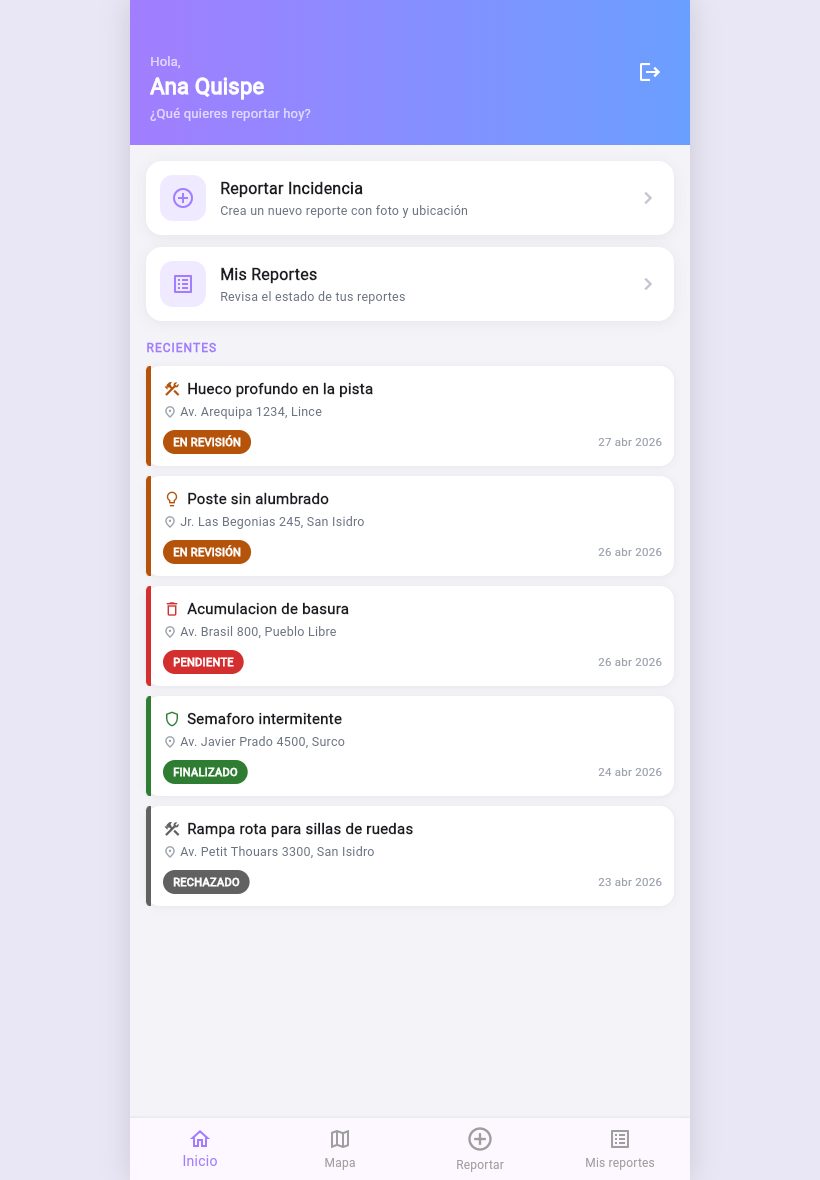 Hola,
Ana Quispe
¿Qué quieres reportar hoy?
Reportar Incidencia
Crea un nuevo reporte con foto y ubicación
Mis Reportes
Revisa el estado de tus reportes
RECIENTES
Hueco profundo en la pista
Av. Arequipa 1234, Lince
EN REVISIÓN
27 abr 2026
Poste sin alumbrado
Jr. Las Begonias 245, San Isidro
EN REVISIÓN
26 abr 2026
Acumulacion de basura
Av. Brasil 800, Pueblo Libre
PENDIENTE
26 abr 2026
Semaforo intermitente
Av. Javier Prado 4500, Surco
FINALIZADO
24 abr 2026
Rampa rota para sillas de ruedas
Av. Petit Thouars 3300, San Isidro
RECHAZADO
23 abr 2026
Inicio
Mapa
Reportar
Mis reportes